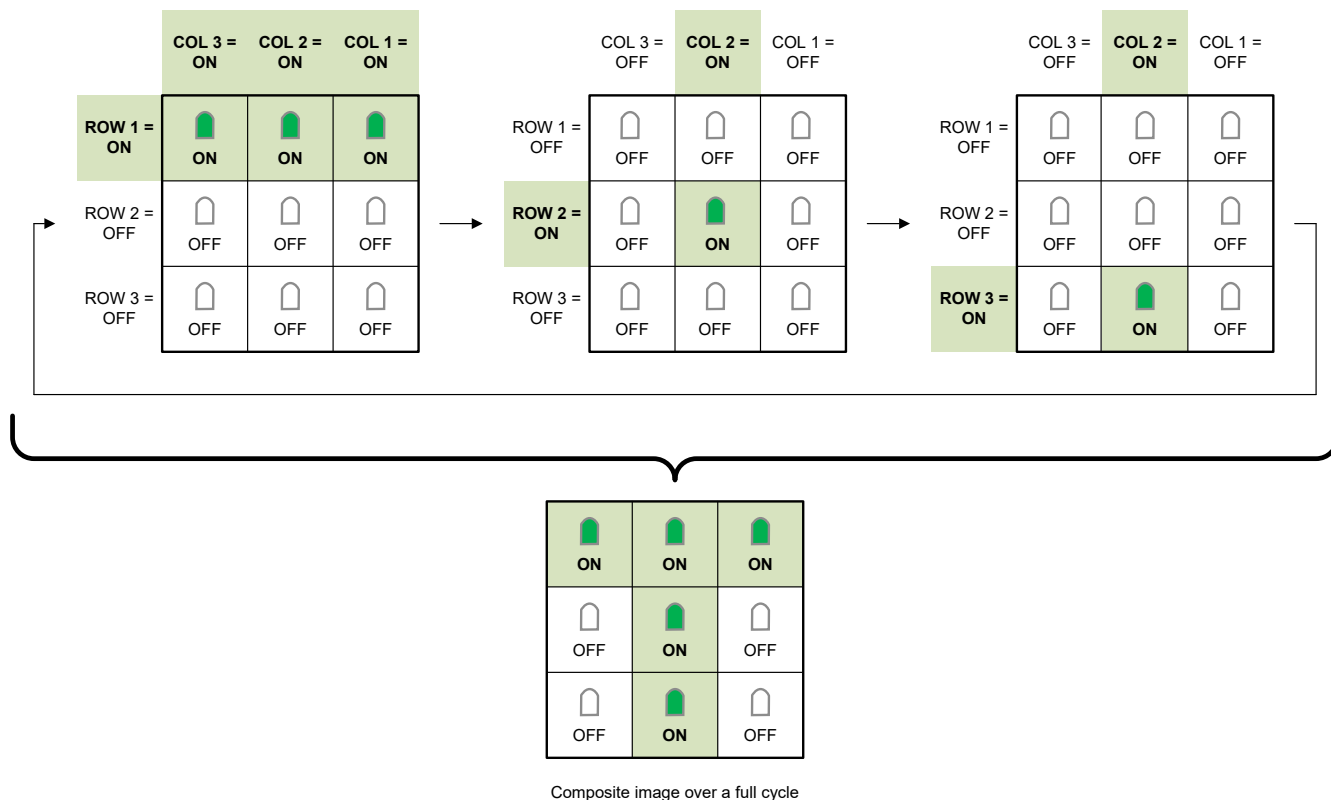 COL 3 = COL 2 = COL 1 =
ON ON ON
ROW 1 =
ON
ON ON ON
ROW 2 =
OFF
OFF OFF OFF
ROW 3 =
OFF
OFF OFF OFF
COL 3 = COL 2 = COL 1 =
OFF ON OFF
ROW 1 =
OFF
OFF OFF OFF
ROW 2 =
ON
OFF ON OFF
ROW 3 =
OFF
OFF OFF OFF
COL 3 = COL 2 = COL 1 =
OFF ON OFF
ROW 1 =
OFF
OFF OFF OFF
ROW 2 =
OFF
OFF OFF OFF
ROW 3 =
ON
OFF ON OFF
ON ON ON
OFF ON OFF
OFF ON OFF
Composite image over a full cycle